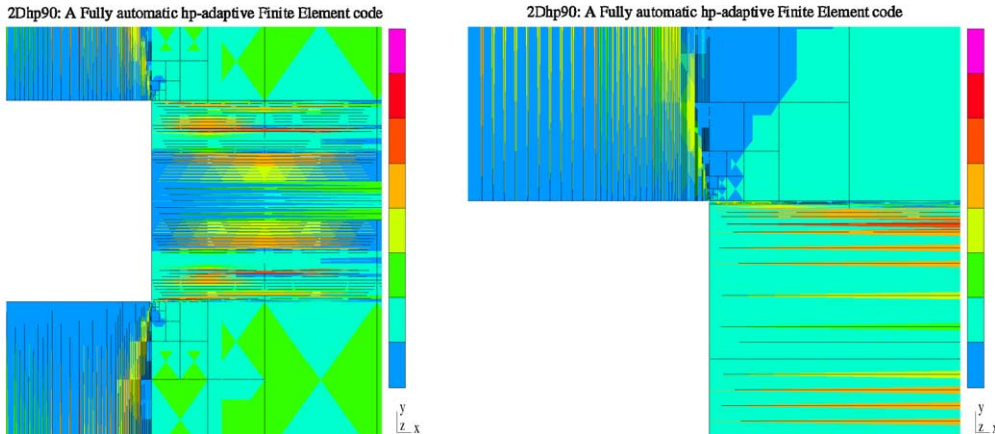 2Dhp90: A Fully automatic hp-adaptive Finite Element code
2Dhp90: A Fully automatic hp-adaptive Finite Element code
y
z x
y
z x